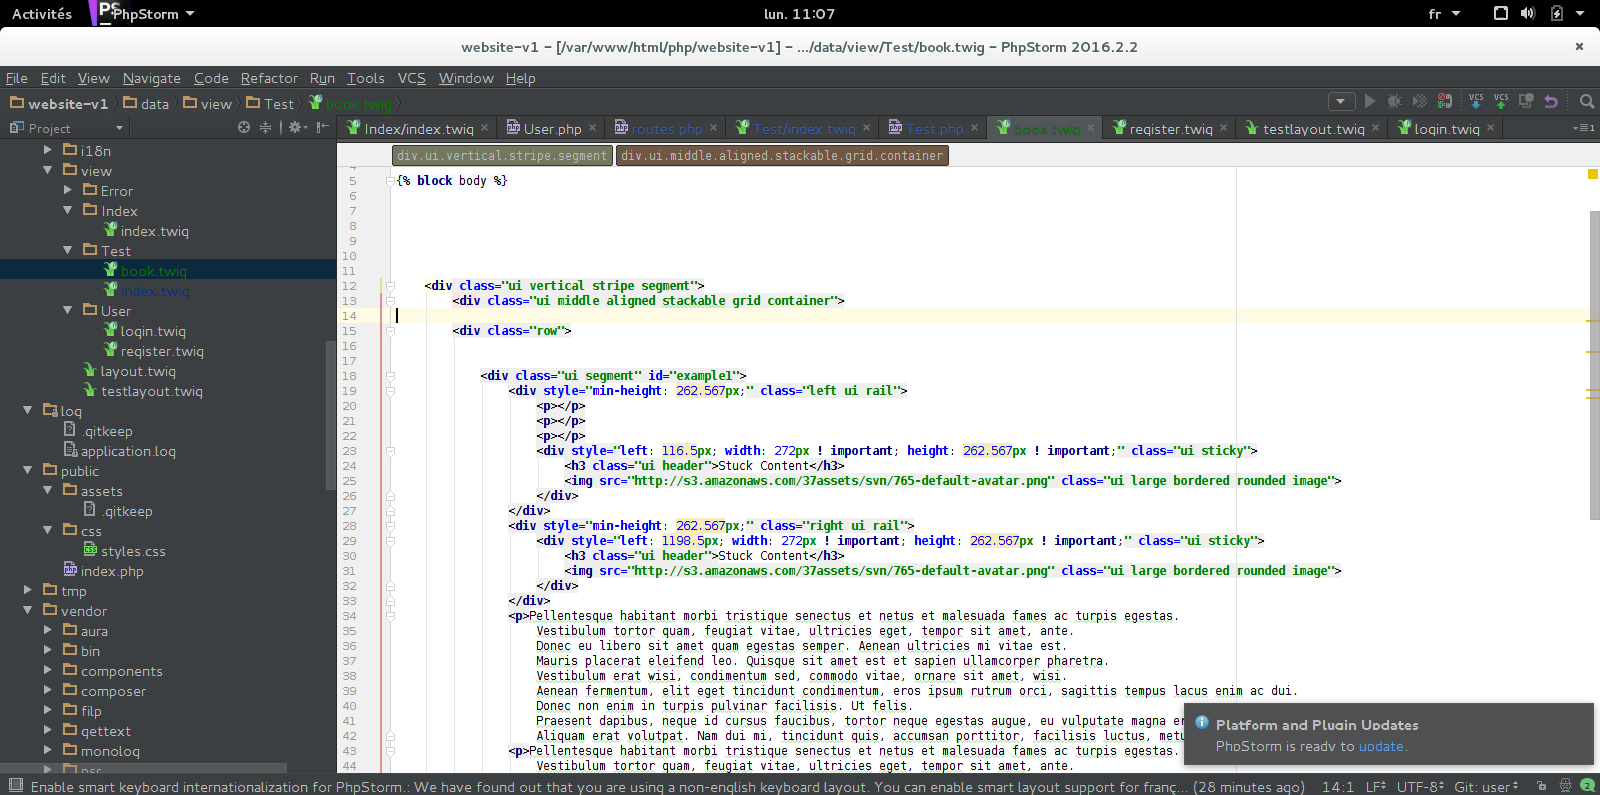 Activités PhpStorm lun. 11:07 fr
website-v1 – [/var/www/html/php/website-v1] – .../data/view/Test/book.twig – PhpStorm 2016.2.2
File Edit View Navigate Code Refactor Run Tools VCS Window Help
website-v1 data view Test book.twig
Project
Index/index.twig User.php routes.php Test/index.twig Test.php book.twig register.twig testlayout.twig login.twig
i18n
view
Error
Index
index.twig
Test
book.twig
index.twig
User
login.twig
register.twig
layout.twig
testlayout.twig
log
.gitkeep
application.log
public
assets
.gitkeep
css
styles.css
index.php
tmp
vendor
aura
bin
components
composer
filp
gettext
monolog
psr
div.ui.vertical.stripe.segment div.ui.middle.aligned.stackable.grid.container
5 {% block body %}
6
7
8
9
10
11
12 <div class="ui vertical stripe segment">
13 <div class="ui middle aligned stackable grid container">
14
15 <div class="row">
16
17
18 <div class="ui segment" id="example1">
19 <div style="min-height: 262.567px;" class="left ui rail">
20 <p></p>
21 <p></p>
22 <p></p>
23 <div style="left: 116.5px; width: 272px ! important; height: 262.567px ! important;" class="ui sticky">
24 <h3 class="ui header">Stuck Content</h3>
25 <img src="http://s3.amazonaws.com/37assets/svn/765-default-avatar.png" class="ui large bordered rounded image">
26 </div>
27 </div>
28 <div style="min-height: 262.567px;" class="right ui rail">
29 <div style="left: 1198.5px; width: 272px ! important; height: 262.567px ! important;" class="ui sticky">
30 <h3 class="ui header">Stuck Content</h3>
31 <img src="http://s3.amazonaws.com/37assets/svn/765-default-avatar.png" class="ui large bordered rounded image">
32 </div>
33 </div>
34 <p>Pellentesque habitant morbi tristique senectus et netus et malesuada fames ac turpis egestas.
35 Vestibulum tortor quam, feugiat vitae, ultricies eget, tempor sit amet, ante.
36 Donec eu libero sit amet quam egestas semper. Aenean ultricies mi vitae est.
37 Mauris placerat eleifend leo. Quisque sit amet est et sapien ullamcorper pharetra.
38 Vestibulum erat wisi, condimentum sed, commodo vitae, ornare sit amet, wisi.
39 Aenean fermentum, elit eget tincidunt condimentum, eros ipsum rutrum orci, sagittis tempus lacus enim ac dui.
40 Donec non enim in turpis pulvinar facilisis. Ut felis.
41 Praesent dapibus, neque id cursus faucibus, tortor neque egestas augue, eu vulputate magna er
42 Aliquam erat volutpat. Nam dui mi, tincidunt quis, accumsan porttitor, facilisis luctus, metu
43 <p>Pellentesque habitant morbi tristique senectus et netus et malesuada fames ac turpis egestas.
44 Vestibulum tortor quam, feugiat vitae, ultricies eget, tempor sit amet, ante.
Platform and Plugin Updates
PhpStorm is ready to update.
Enable smart keyboard internationalization for PhpStorm.: We have found out that you are using a non-english keyboard layout. You can enable smart layout support for franç... (28 minutes ago) 14:1 LF UTF-8 Git: user 2